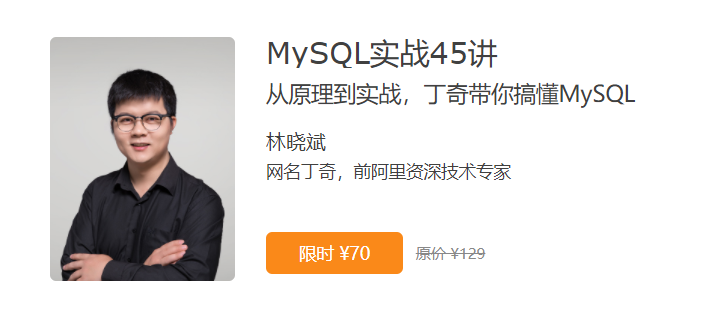 MySQL实战45讲
从原理到实战，丁奇带你搞懂MySQL
林晓斌
网名丁奇，前阿里资深技术专家
限时 ¥70 原价 ¥129